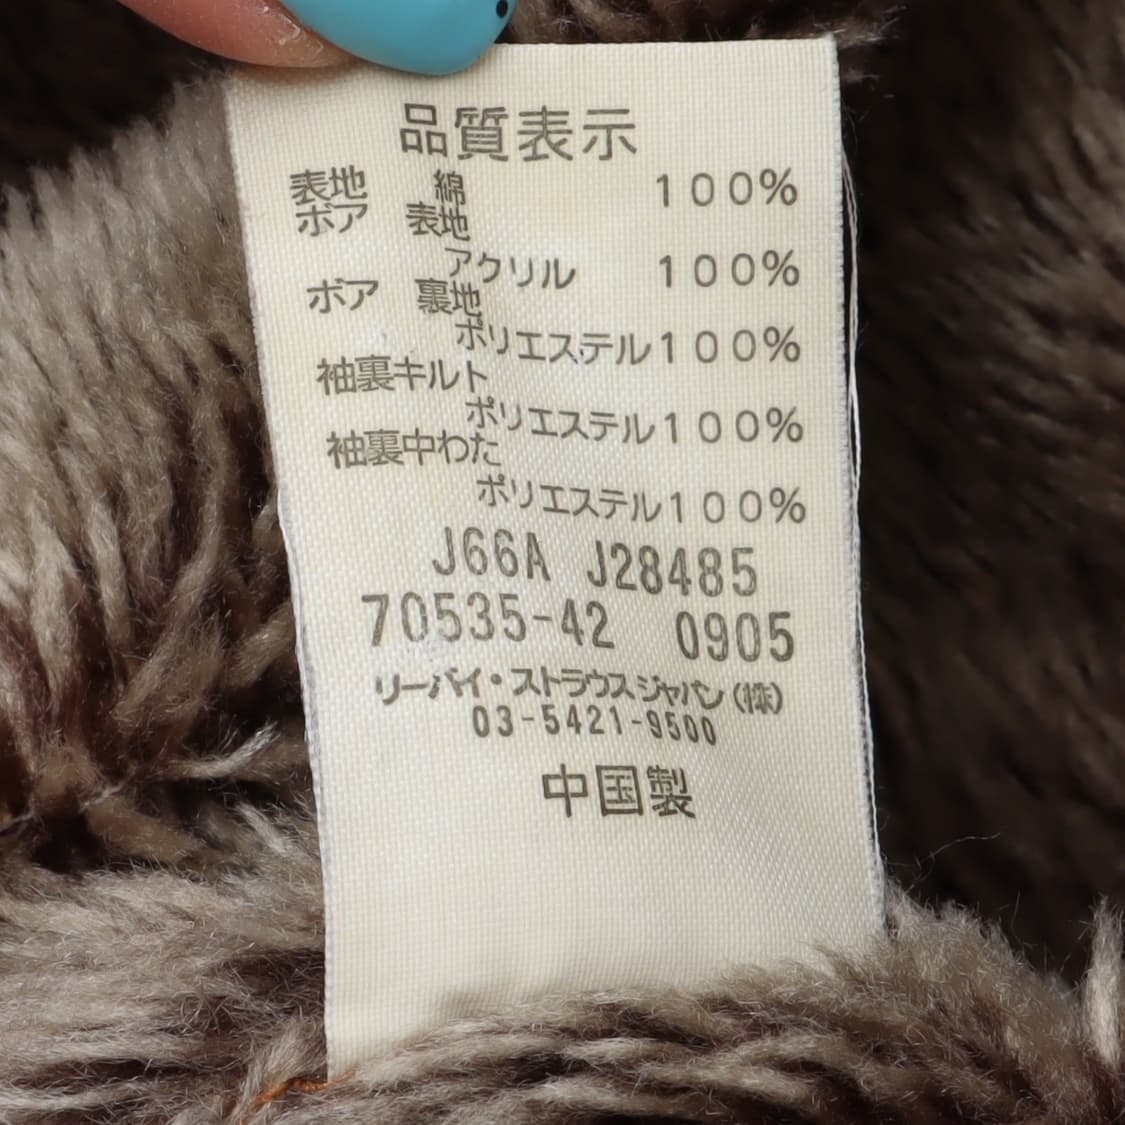 品質表示
表地 綿 100%
ボア 表地
アクリル 100%
ボア 裏地
ポリエステル100%
袖裏キルト
ポリエステル100%
袖裏中わた
ポリエステル100%
J66A J28485
70535-42 0905
リーバイ・ストラウスジャパン(株)
03-5421-9500
中国製